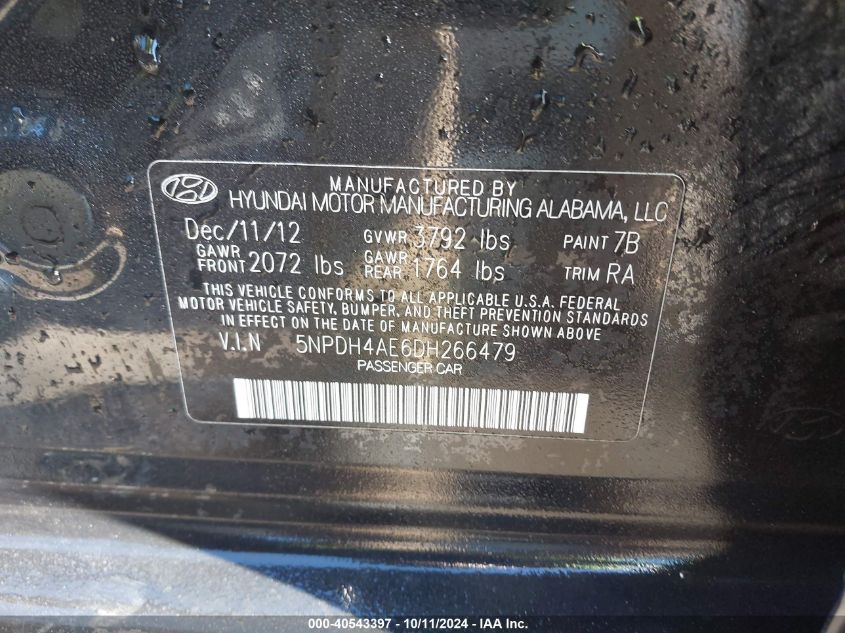 MANUFACTURED BY
HYUNDAI MOTOR MANUFACTURING ALABAMA, LLC
Dec/11/12 GVWR 3792 lbs PAINT 7B
GAWR FRONT 2072 lbs GAWR REAR 1764 lbs TRIM RA
THIS VEHICLE CONFORMS TO ALL APPLICABLE U.S.A. FEDERAL
MOTOR VEHICLE SAFETY, BUMPER, AND THEFT PREVENTION STANDARDS
IN EFFECT ON THE DATE OF MANUFACTURE SHOWN ABOVE.
V.I.N 5NPDH4AE6DH266479
PASSENGER CAR
000-40543397 - 10/11/2024 - IAA Inc.